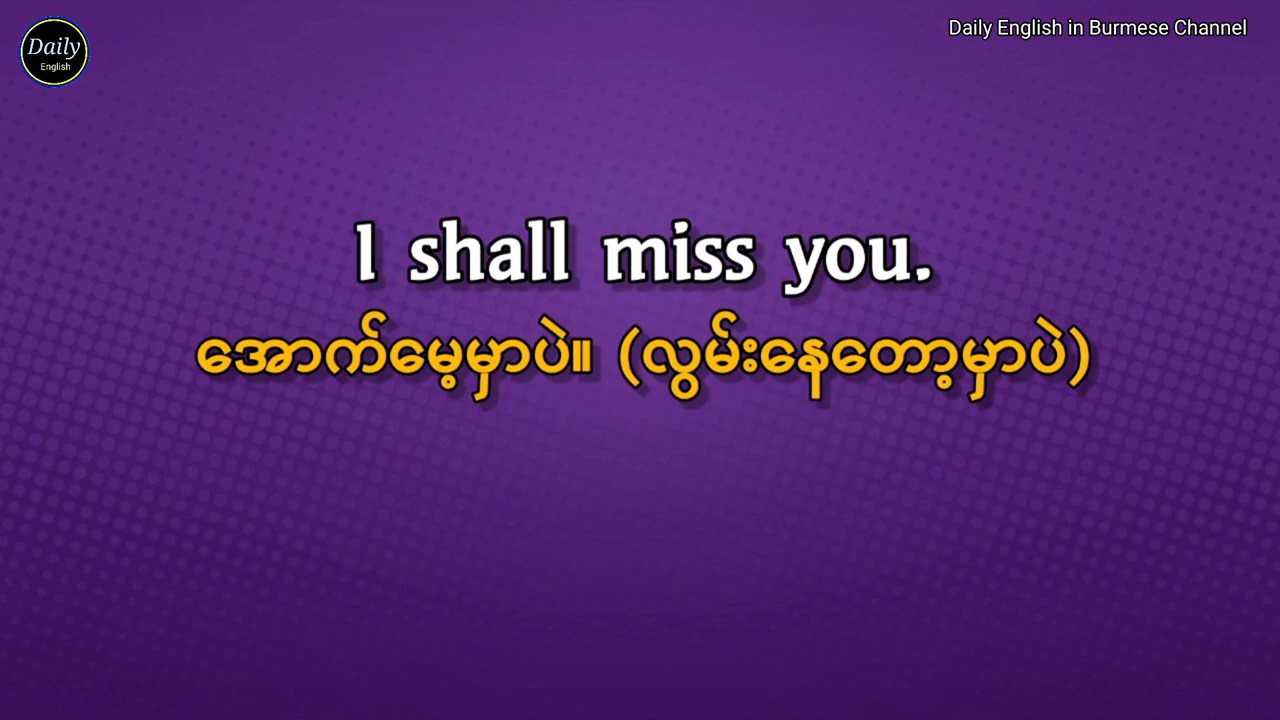 Daily
English
Daily English in Burmese Channel
I shall miss you.
အောက်မေ့မှာပဲ။ (လွမ်းနေတော့မှာပဲ)